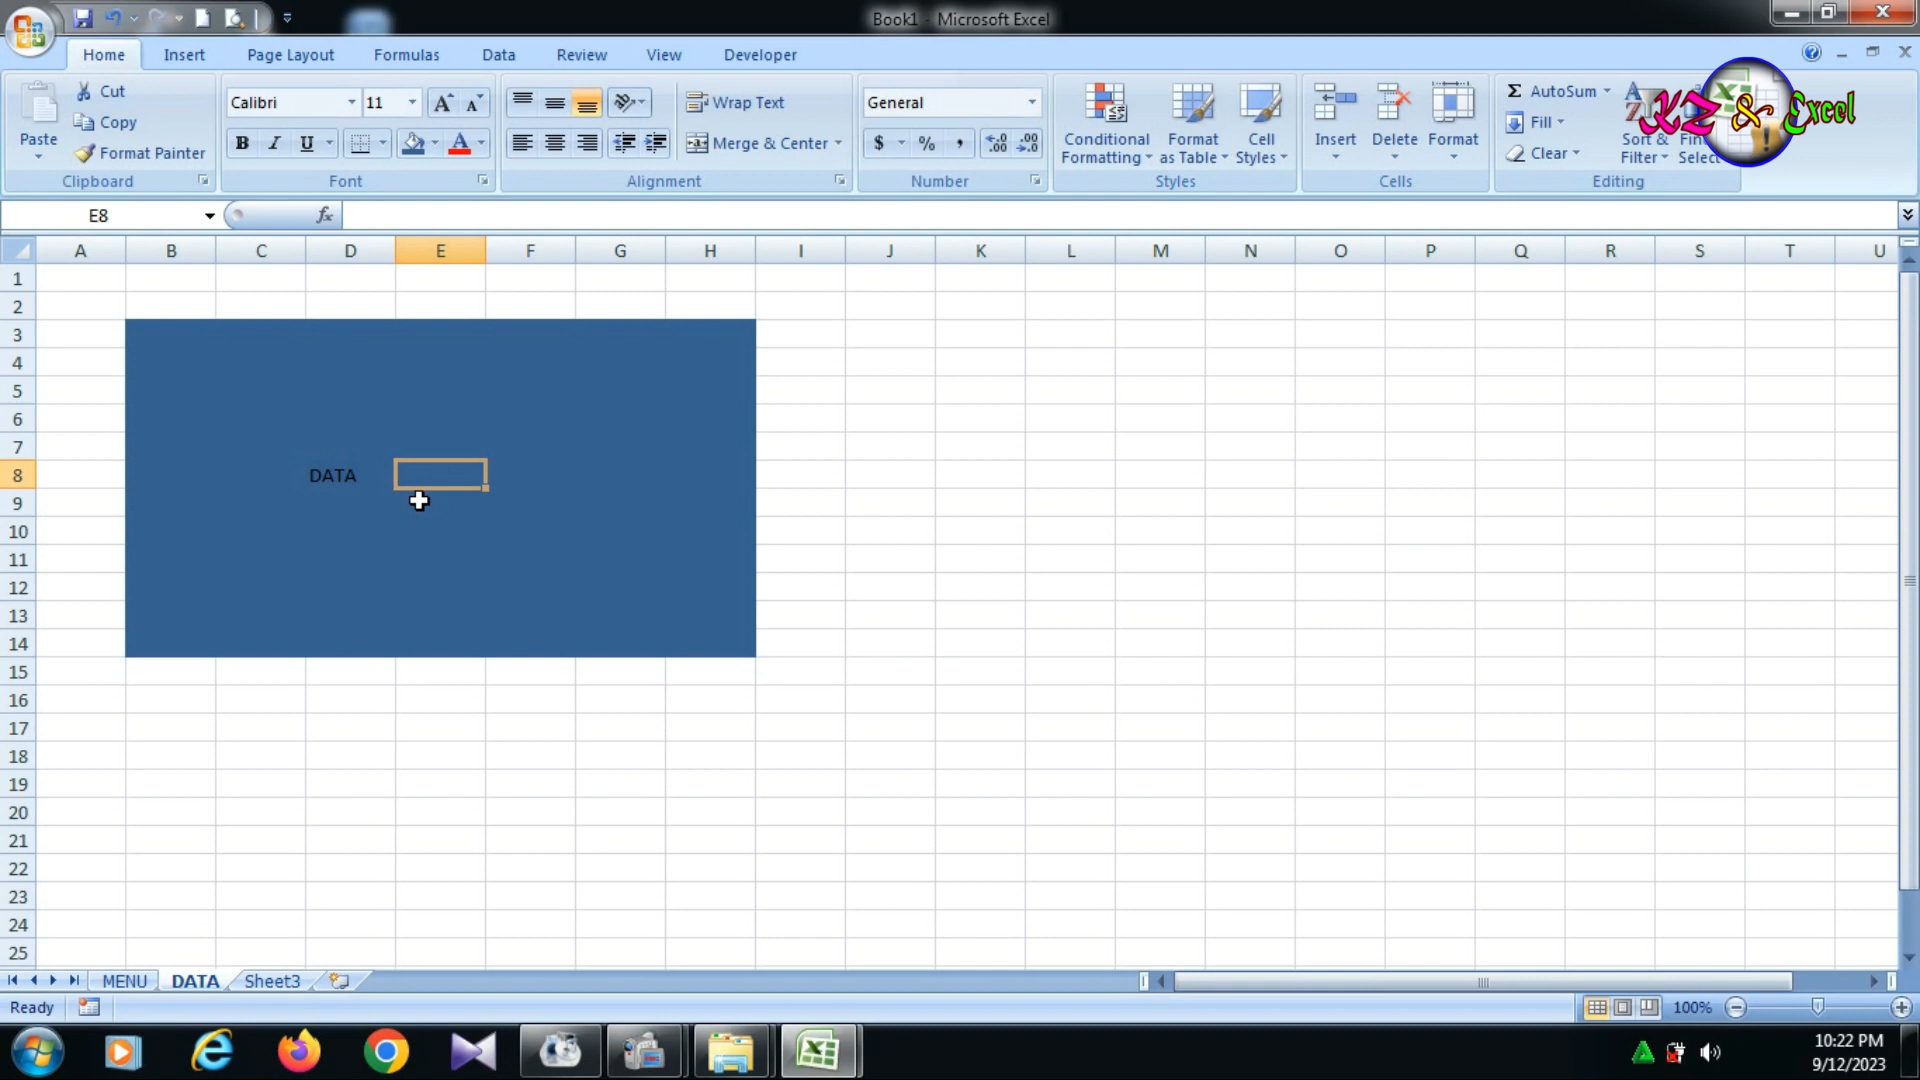 Book1 - Microsoft Excel
Home Insert Page Layout Formulas Data Review View Developer
Paste
Cut
Copy
Format Painter
Clipboard
Calibri 11
B I U
Font
Wrap Text
Merge & Center
Alignment
General
$ % ,
Number
Conditional Formatting
Format as Table
Cell Styles
Styles
Insert Delete Format
Cells
Σ AutoSum
Fill
Clear
Sort & Filter
Editing
KZ & Excel
E8 fx
A B C D E F G H I J K L M N O P Q R S T U
1
2
3
4
5
6
7
8 DATA
9
10
11
12
13
14
15
16
17
18
19
20
21
22
23
24
25
MENU DATA Sheet3
Ready 100%
10:22 PM
9/12/2023